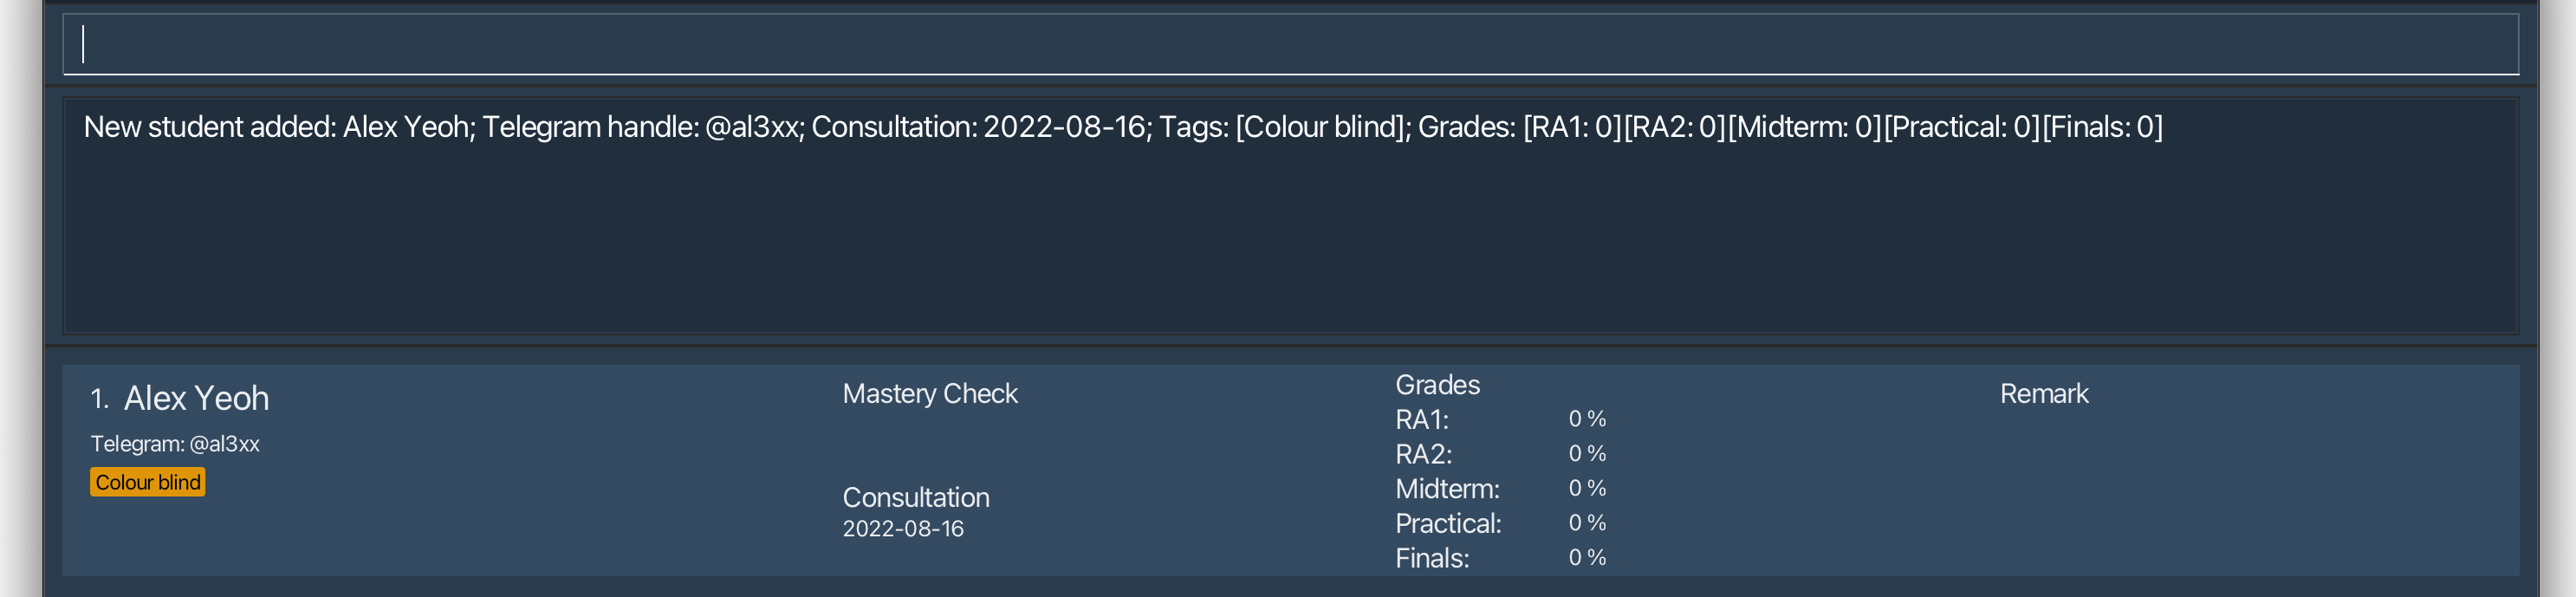 New student added: Alex Yeoh; Telegram handle: @al3xx; Consultation: 2022-08-16; Tags: [Colour blind]; Grades: [RA1: 0][RA2: 0][Midterm: 0][Practical: 0][Finals: 0]
1. Alex Yeoh
Telegram: @al3xx
Colour blind
Mastery Check
Consultation
2022-08-16
Grades
RA1: 0 %
RA2: 0 %
Midterm: 0 %
Practical: 0 %
Finals: 0 %
Remark